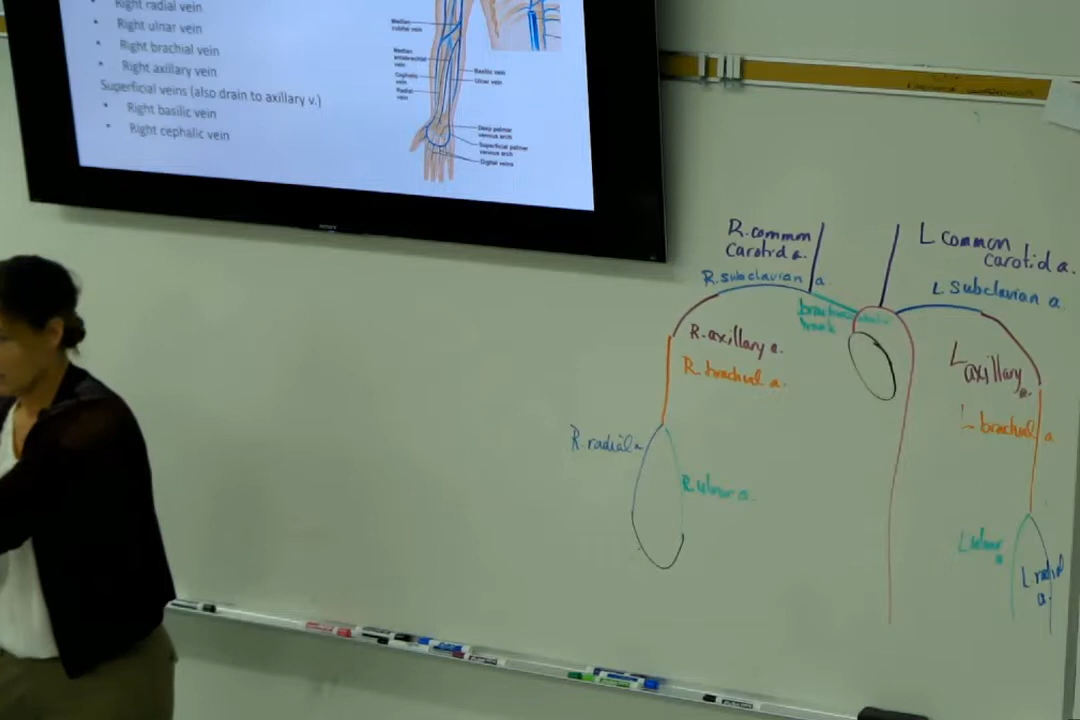 Right radial vein
Right ulnar vein
Right brachial vein
Right axillary vein
Superficial veins (also drain to axillary v.)
Right basilic vein
Right cephalic vein
Median
cubital vein
Median
antebrachial
vein
Cephalic
vein
Radial
vein
Basilic vein
Ulnar vein
Deep palmar
venous arch
Superficial palmar
venous arch
Digital veins
R. common
carotid a.
L common
carotid a.
R. subclavian a.
L subclavian a.
R. axillary a.
R. brachial a.
L
axillary
a.
L brachial a
R. radial a
R. ulnar a.
L ulnar
a
L radial
a.